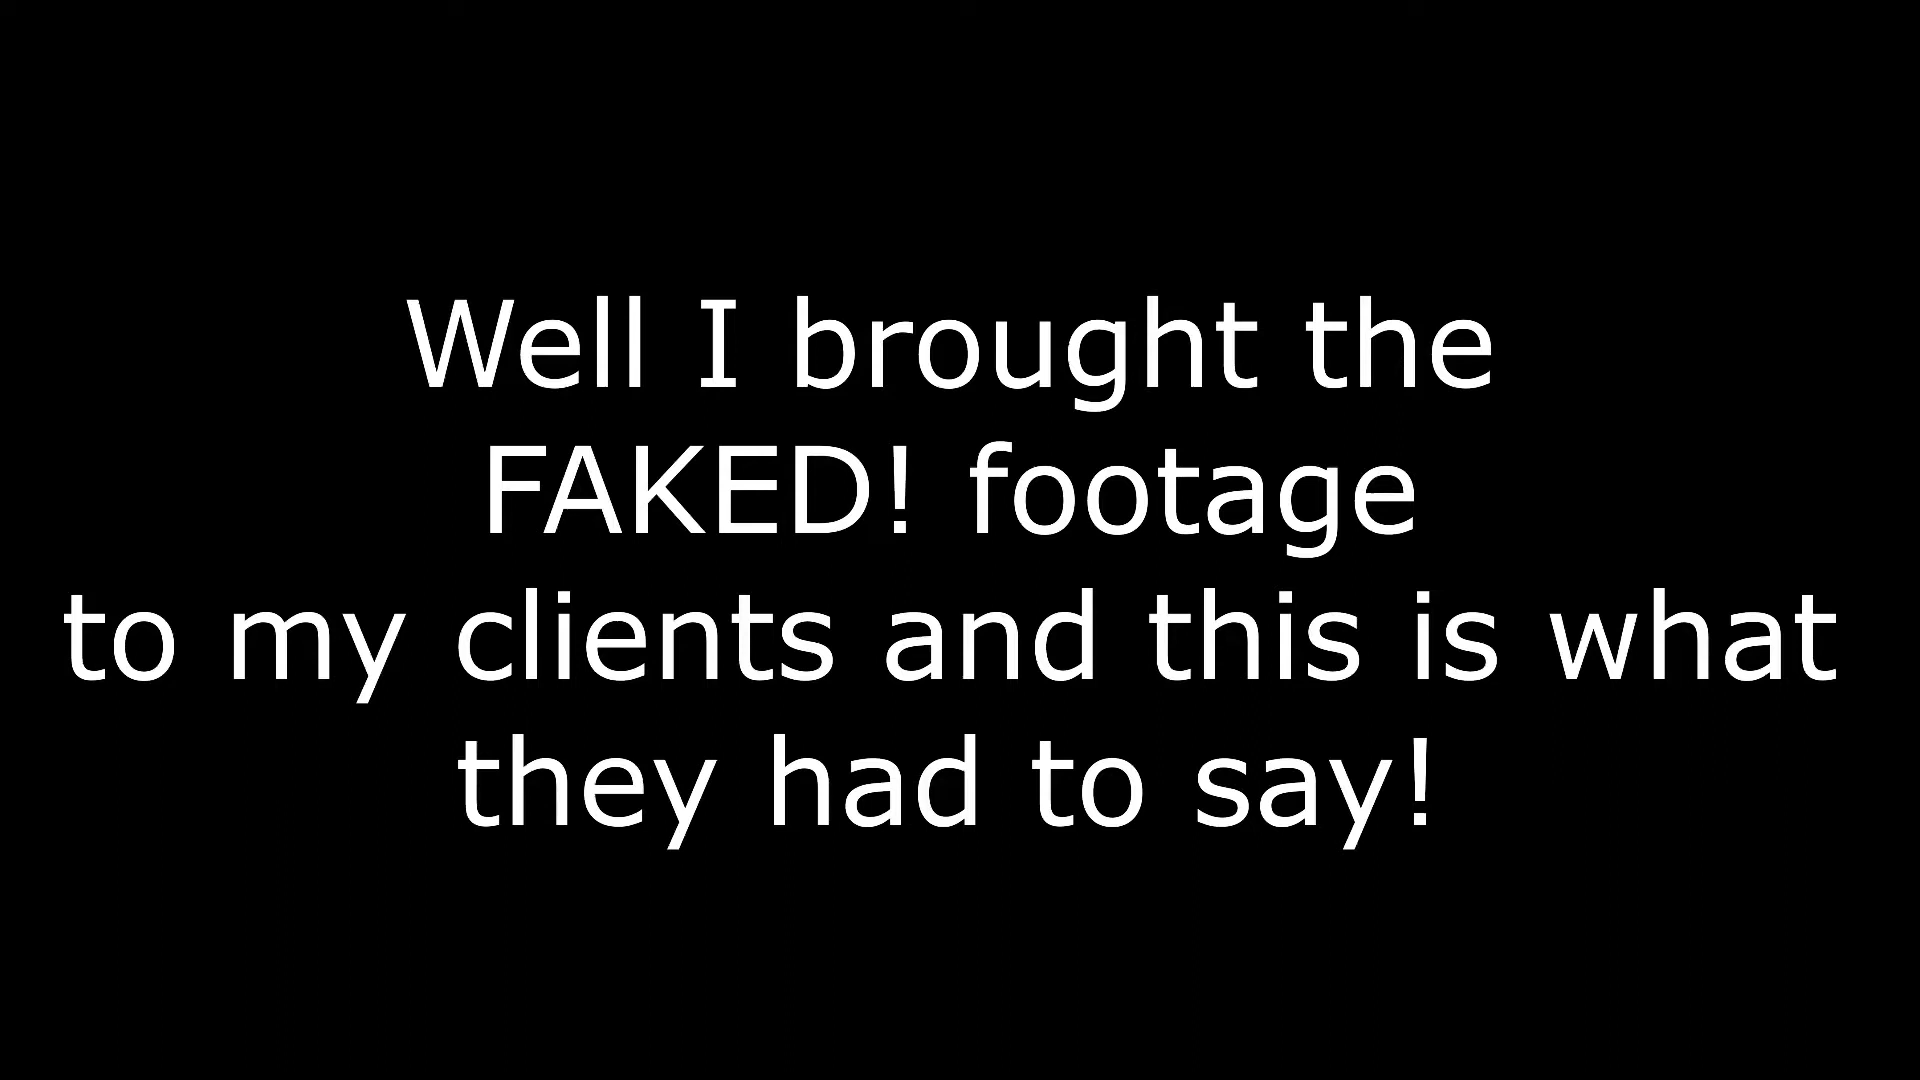 Well I brought the
FAKED! footage
to my clients and this is what
they had to say!